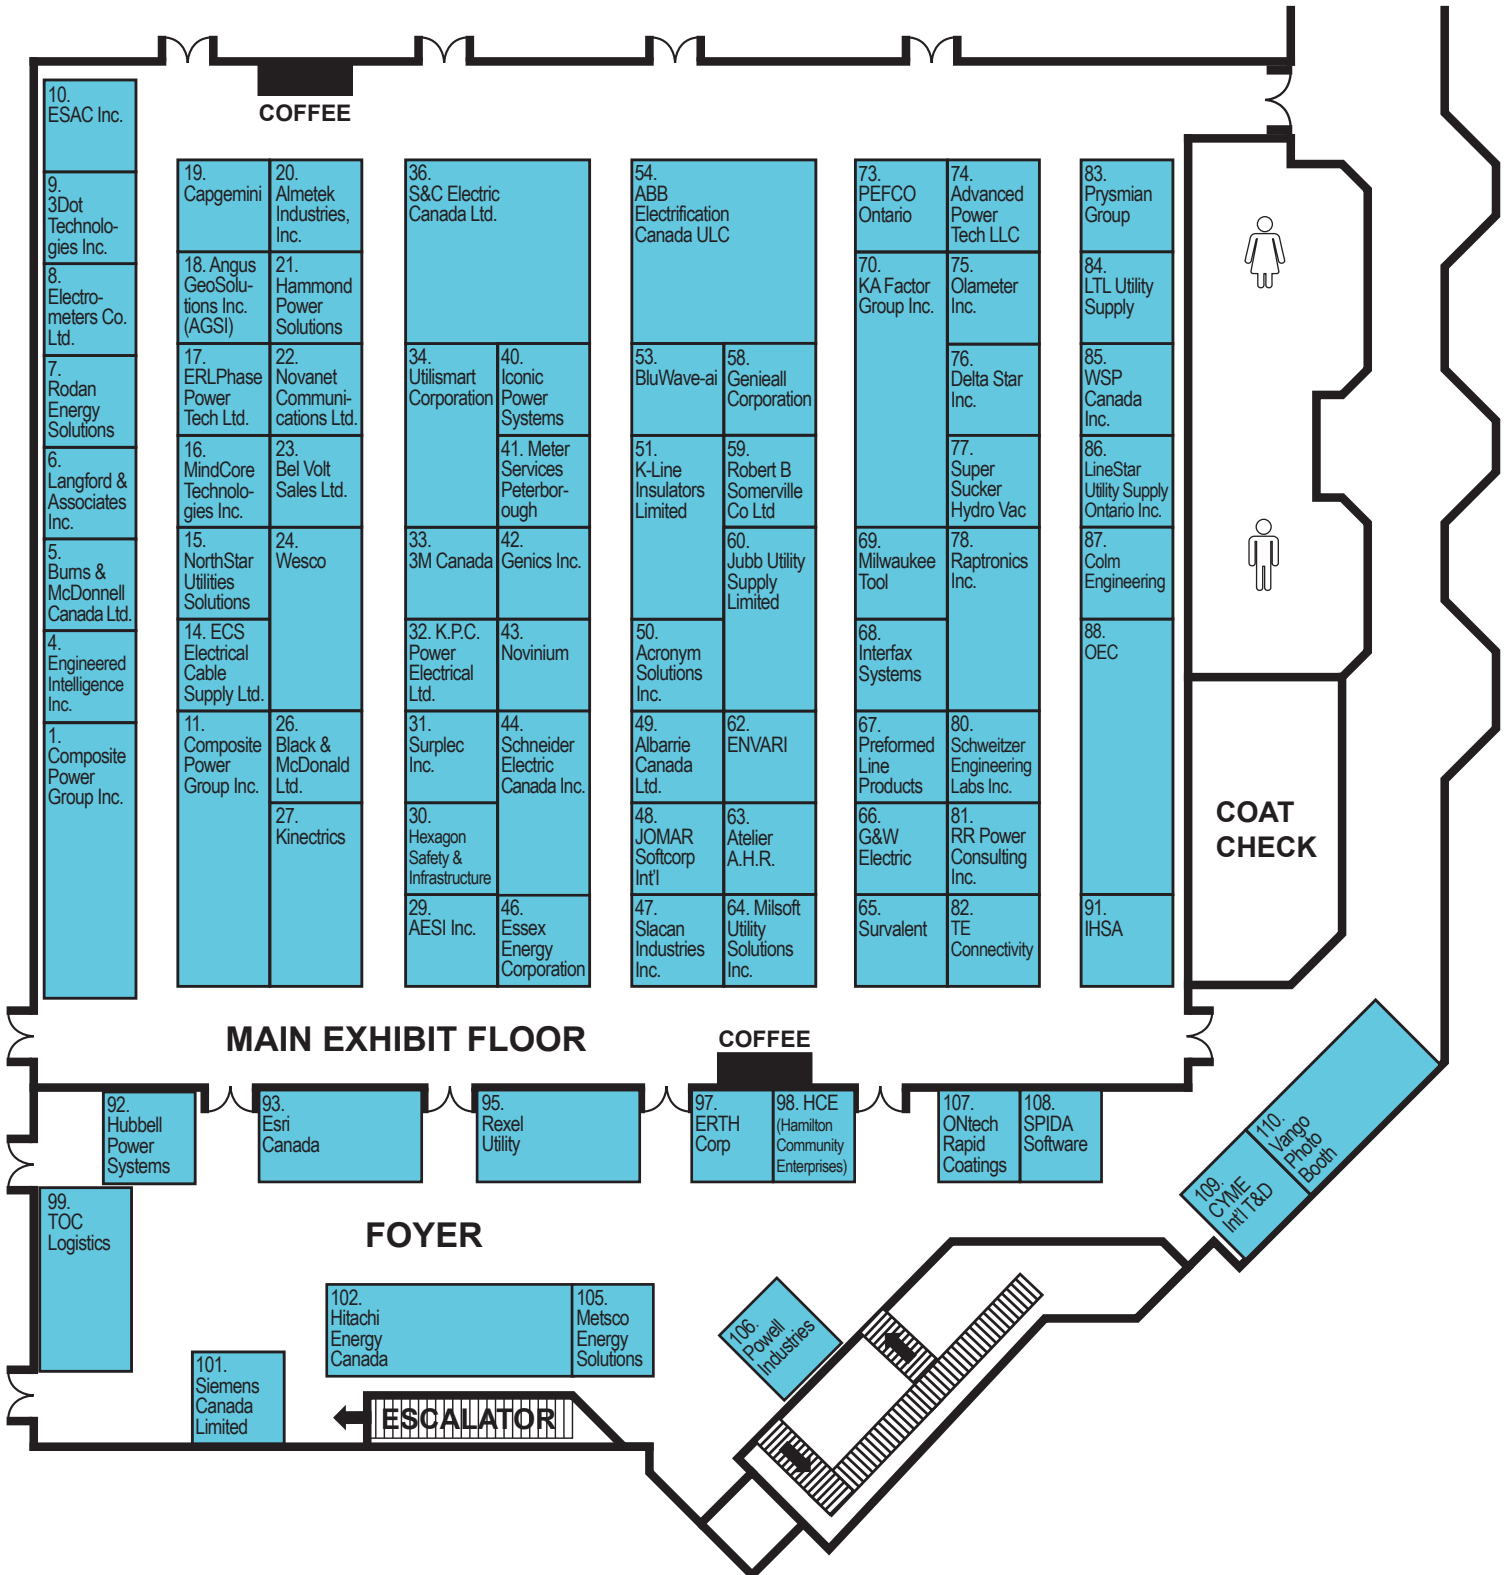 COFFEE
10.
ESAC Inc.
9.
3Dot
Technolo-
gies Inc.
8.
Electro-
meters Co.
Ltd.
7.
Rodan
Energy
Solutions
6.
Langford &
Associates
Inc.
5.
Burns &
McDonnell
Canada Ltd.
4.
Engineered
Intelligence
Inc.
1.
Composite
Power
Group Inc.
19.
Capgemini
18. Angus
GeoSolu-
tions Inc.
(AGSI)
17.
ERLPhase
Power
Tech Ltd.
16.
MindCore
Technolo-
gies Inc.
15.
NorthStar
Utilities
Solutions
14. ECS
Electrical
Cable
Supply Ltd.
11.
Composite
Power
Group Inc.
20.
Almetek
Industries,
Inc.
21.
Hammond
Power
Solutions
22.
Novanet
Communi-
cations Ltd.
23.
Bel Volt
Sales Ltd.
24.
Wesco
26.
Black &
McDonald
Ltd.
27.
Kinectrics
36.
S&C Electric
Canada Ltd.
34.
Utilismart
Corporation
33.
3M Canada
32. K.P.C.
Power
Electrical
Ltd.
31.
Surplec
Inc.
30.
Hexagon
Safety &
Infrastructure
29.
AESI Inc.
40.
Iconic
Power
Systems
41. Meter
Services
Peterbor-
ough
42.
Genics Inc.
43.
Novinium
44.
Schneider
Electric
Canada Inc.
46.
Essex
Energy
Corporation
54.
ABB
Electrification
Canada ULC
53.
BluWave-ai
51.
K-Line
Insulators
Limited
50.
Acronym
Solutions
Inc.
49.
Albarrie
Canada
Ltd.
48.
JOMAR
Softcorp
Int'l
47.
Slacan
Industries
Inc.
58.
Genieall
Corporation
59.
Robert B
Somerville
Co Ltd
60.
Jubb Utility
Supply
Limited
62.
ENVARI
63.
Atelier
A.H.R.
64. Milsoft
Utility
Solutions
Inc.
73.
PEFCO
Ontario
70.
KA Factor
Group Inc.
69.
Milwaukee
Tool
68.
Interfax
Systems
67.
Preformed
Line
Products
66.
G&W
Electric
65.
Survalent
74.
Advanced
Power
Tech LLC
75.
Olameter
Inc.
76.
Delta Star
Inc.
77.
Super
Sucker
Hydro Vac
78.
Raptronics
Inc.
80.
Schweitzer
Engineering
Labs Inc.
81.
RR Power
Consulting
Inc.
82.
TE
Connectivity
83.
Prysmian
Group
84.
LTL Utility
Supply
85.
WSP
Canada
Inc.
86.
LineStar
Utility Supply
Ontario Inc.
87.
Colm
Engineering
88.
OEC
91.
IHSA
COAT
CHECK
MAIN EXHIBIT FLOOR
COFFEE
92.
Hubbell
Power
Systems
93.
Esri
Canada
95.
Rexel
Utility
97.
ERTH
Corp
98. HCE
(Hamilton
Community
Enterprises)
107.
ONtech
Rapid
Coatings
108.
SPIDA
Software
109.
CYME
Int'l T&D
110.
Vango
Photo
Booth
99.
TOC
Logistics
FOYER
101.
Siemens
Canada
Limited
102.
Hitachi
Energy
Canada
105.
Metsco
Energy
Solutions
106.
Powell
Industries
ESCALATOR